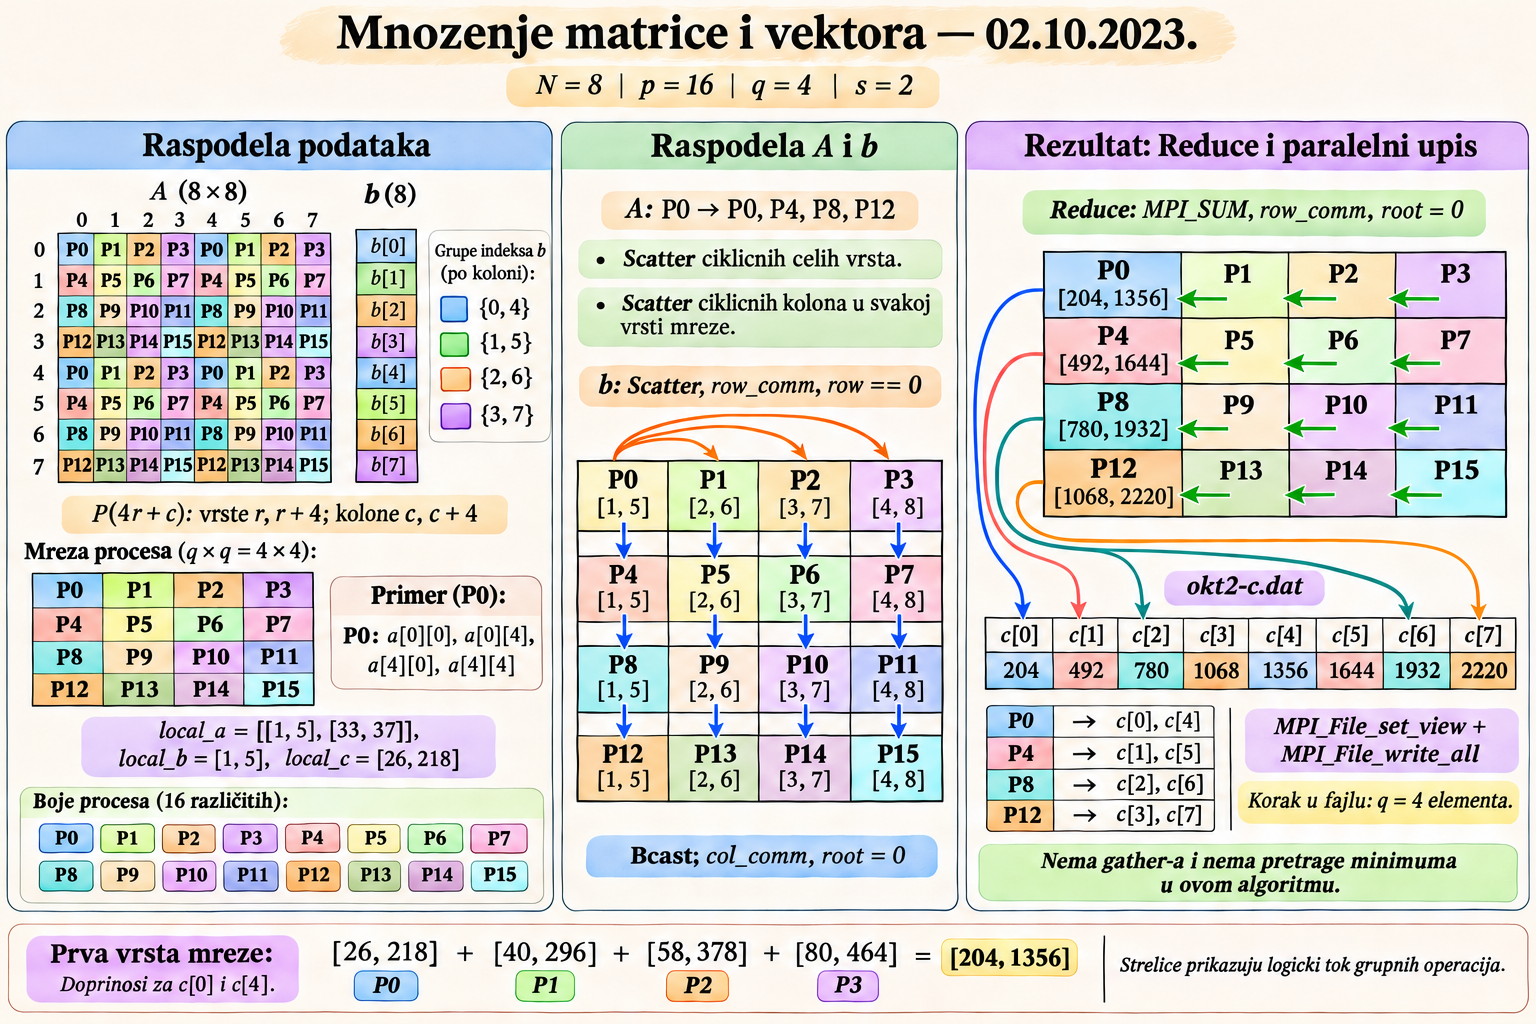 Mnozenje matrice i vektora — 02.10.2023.
N = 8 | p = 16 | q = 4 | s = 2
Raspodela podataka
A (8×8)
b (8)
0 1 2 3 4 5 6 7
0 P0 P1 P2 P3 P0 P1 P2 P3
1 P4 P5 P6 P7 P4 P5 P6 P7
2 P8 P9 P10 P11 P8 P9 P10 P11
3 P12 P13 P14 P15 P12 P13 P14 P15
4 P0 P1 P2 P3 P0 P1 P2 P3
5 P4 P5 P6 P7 P4 P5 P6 P7
6 P8 P9 P10 P11 P8 P9 P10 P11
7 P12 P13 P14 P15 P12 P13 P14 P15
b[0]
b[1]
b[2]
b[3]
b[4]
b[5]
b[6]
b[7]
Grupe indeksa b
(po koloni):
{0, 4}
{1, 5}
{2, 6}
{3, 7}
P(4r + c): vrste r, r + 4; kolone c, c + 4
Mreza procesa (q × q = 4 × 4):
P0 P1 P2 P3
P4 P5 P6 P7
P8 P9 P10 P11
P12 P13 P14 P15
Primer (P0):
P0: a[0][0], a[0][4],
a[4][0], a[4][4]
local_a = [[1, 5], [33, 37]],
local_b = [1, 5], local_c = [26, 218]
Boje procesa (16 različitih):
P0 P1 P2 P3 P4 P5 P6 P7
P8 P9 P10 P11 P12 P13 P14 P15
Raspodela A i b
A: P0 → P0, P4, P8, P12
• Scatter ciklicnih celih vrsta.
• Scatter ciklicnih kolona u svakoj
vrsti mreze.
b: Scatter, row_comm, row == 0
P0 P1 P2 P3
[1, 5] [2, 6] [3, 7] [4, 8]
P4 P5 P6 P7
[1, 5] [2, 6] [3, 7] [4, 8]
P8 P9 P10 P11
[1, 5] [2, 6] [3, 7] [4, 8]
P12 P13 P14 P15
[1, 5] [2, 6] [3, 7] [4, 8]
Bcast; col_comm, root = 0
Rezultat: Reduce i paralelni upis
Reduce: MPI_SUM, row_comm, root = 0
P0 P1 P2 P3
[204, 1356]
P4 P5 P6 P7
[492, 1644]
P8 P9 P10 P11
[780, 1932]
P12 P13 P14 P15
[1068, 2220]
okt2-c.dat
c[0] c[1] c[2] c[3] c[4] c[5] c[6] c[7]
204 492 780 1068 1356 1644 1932 2220
P0 → c[0], c[4]
P4 → c[1], c[5]
P8 → c[2], c[6]
P12 → c[3], c[7]
MPI_File_set_view +
MPI_File_write_all
Korak u fajlu: q = 4 elementa.
Nema gather-a i nema pretrage minimuma
u ovom algoritmu.
Prva vrsta mreze:
Doprinosi za c[0] i c[4].
[26, 218] + [40, 296] + [58, 378] + [80, 464] = [204, 1356]
P0 P1 P2 P3
Strelice prikazuju logicki tok grupnih operacija.